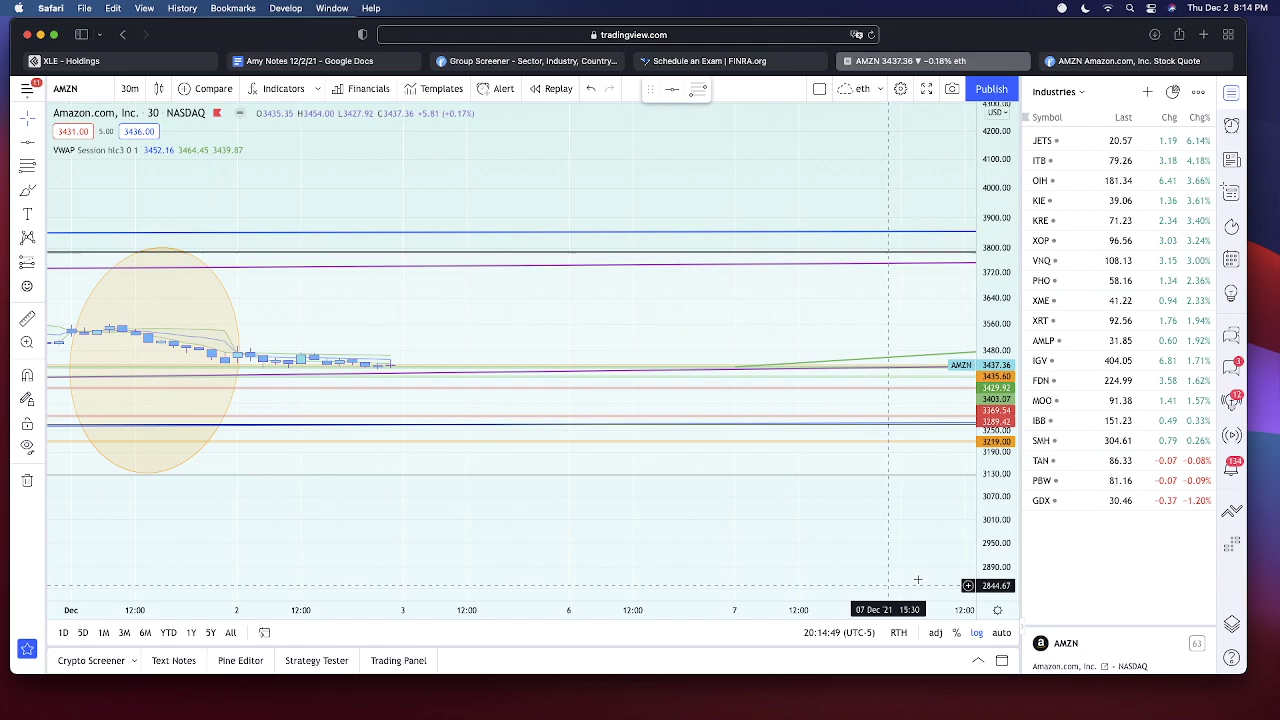 Safari File Edit View History Bookmarks Develop Window Help Thu Dec 2 8:14 PM
tradingview.com
XLE - Holdings Amy Notes 12/2/21 - Google Docs Group Screener - Sector, Industry, Country... Schedule an Exam | FINRA.org AMZN 3437.36 ▼ −0.18% eth AMZN Amazon.com, Inc. Stock Quote
51
AMZN 30m Compare Indicators Financials Templates Alert Replay eth Publish
Industries
Amazon.com, Inc. · 30 · NASDAQ O3435.35 H3454.00 L3427.92 C3437.36 +5.81 (+0.17%)
3431.00 5.00 3436.00
VWAP Session hlc3 0 1 3452.16 3464.45 3439.87
4300.00
USD
4200.00
4100.00
4000.00
3900.00
3800.00
3720.00
3640.00
3560.00
3480.00
AMZN 3437.36
3435.60
3429.92
3403.07
3369.54
3289.42
3250.00
3219.00
3190.00
3130.00
3070.00
3010.00
2950.00
2890.00
2844.67
Dec 12:00 2 12:00 3 12:00 6 12:00 7 12:00 07 Dec '21 15:30 12:00
1D 5D 1M 3M 6M YTD 1Y 5Y All 20:14:49 (UTC-5) RTH adj % log auto
Crypto Screener Text Notes Pine Editor Strategy Tester Trading Panel
Symbol Last Chg Chg%
JETS 20.57 1.19 6.14%
ITB 79.26 3.18 4.18%
OIH 181.34 6.41 3.66%
KIE 39.06 1.36 3.61%
KRE 71.23 2.34 3.40%
XOP 96.56 3.03 3.24%
VNQ 108.13 3.15 3.00%
PHO 58.16 1.34 2.36%
XME 41.22 0.94 2.33%
XRT 92.56 1.76 1.94%
AMLP 31.85 0.60 1.92%
IGV 404.05 6.81 1.71%
FDN 224.99 3.58 1.62%
MOO 91.38 1.41 1.57%
IBB 151.23 0.49 0.33%
SMH 304.61 0.79 0.26%
TAN 86.33 −0.07 −0.08%
PBW 81.16 −0.07 −0.09%
GDX 30.46 −0.37 −1.20%
3
12
134
AMZN 63
Amazon.com, Inc. • NASDAQ